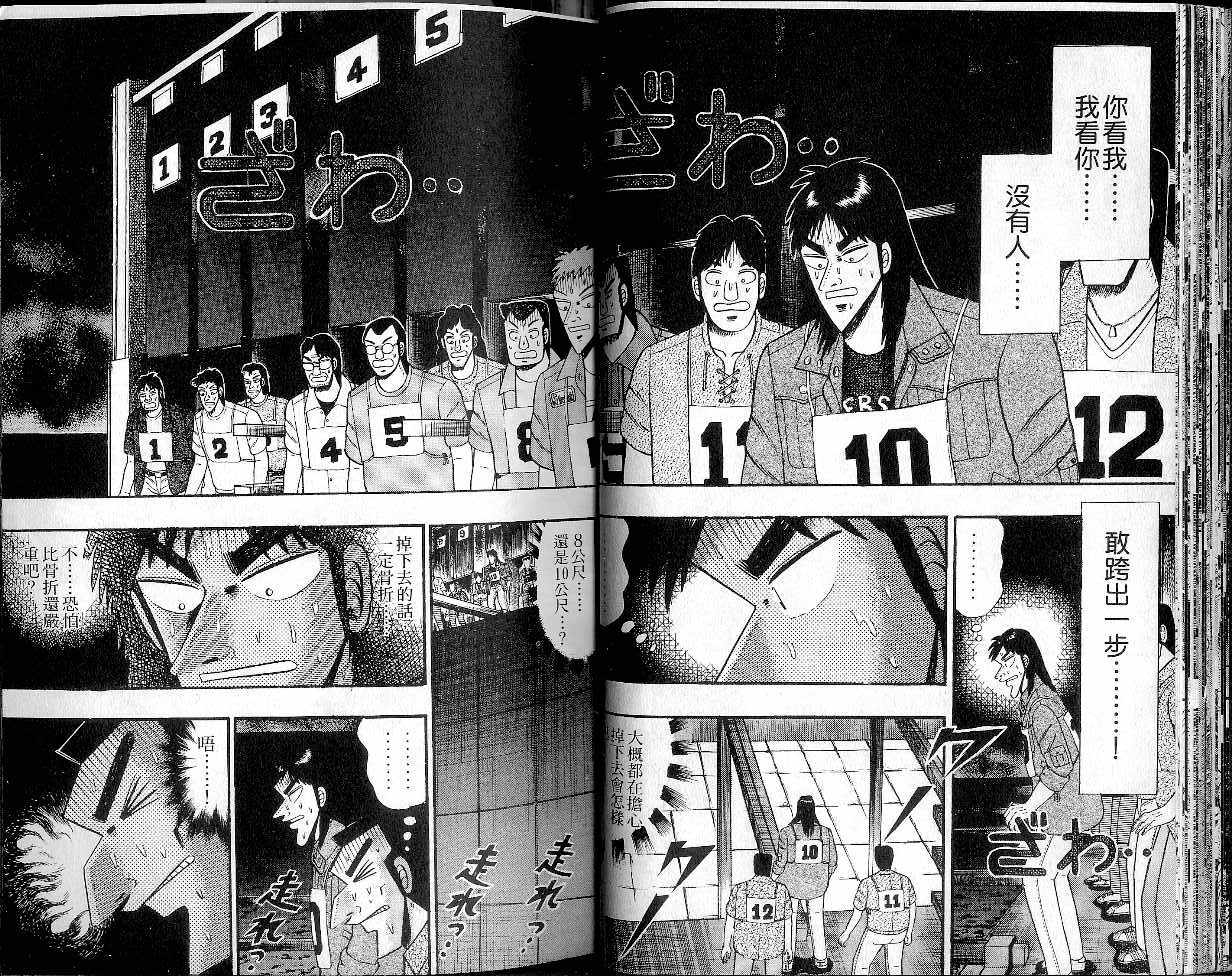 你看我……
我看你……
沒有人……
ざわ‥
ざわ‥
12
10
11
FRS
1
2
3
4
5
1
2
4
5
8
敢跨出一步………！
………
ざわ‥
大概都在擔心
掉下去會怎樣
10
12
11
8公尺……
還是10公尺…？
掉下去的話
一定骨折…
不……恐怕
比骨折還嚴
重吧？
走れ？
走れ？
走れ？
………
唔……